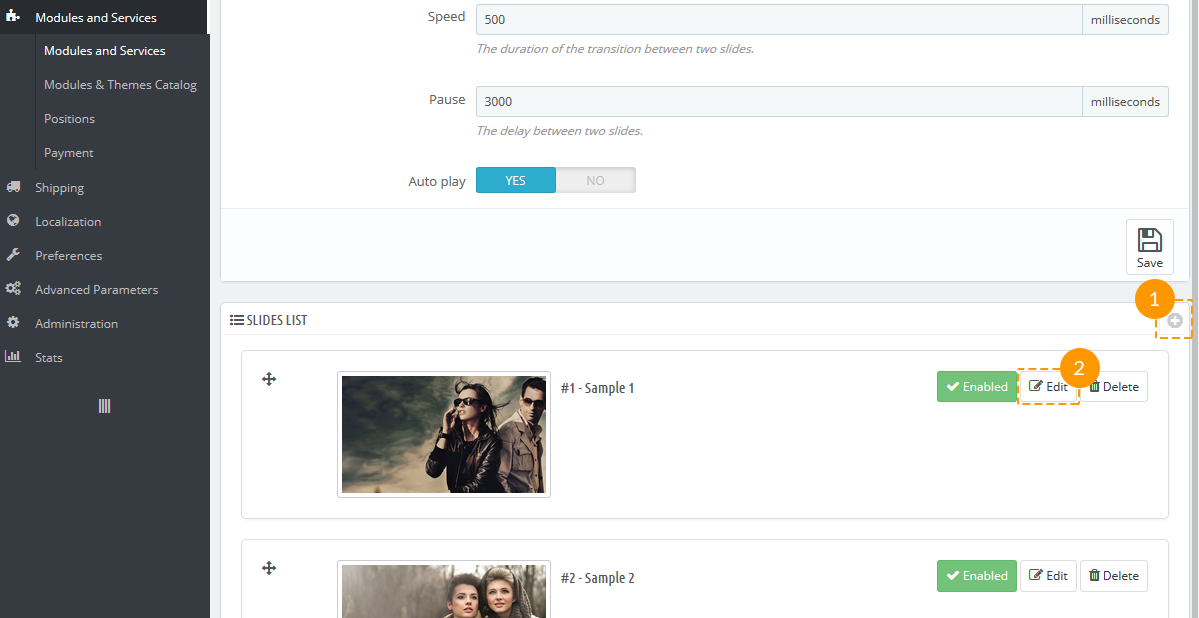 Modules and Services
Modules and Services
Modules & Themes Catalog
Positions
Payment
Shipping
Localization
Preferences
Advanced Parameters
Administration
Stats
Speed
500
milliseconds
The duration of the transition between two slides.
Pause
3000
milliseconds
The delay between two slides.
Auto play
YES
NO
Save
1
SLIDES LIST
2
#1 - Sample 1
Enabled
Edit
Delete
#2 - Sample 2
Enabled
Edit
Delete